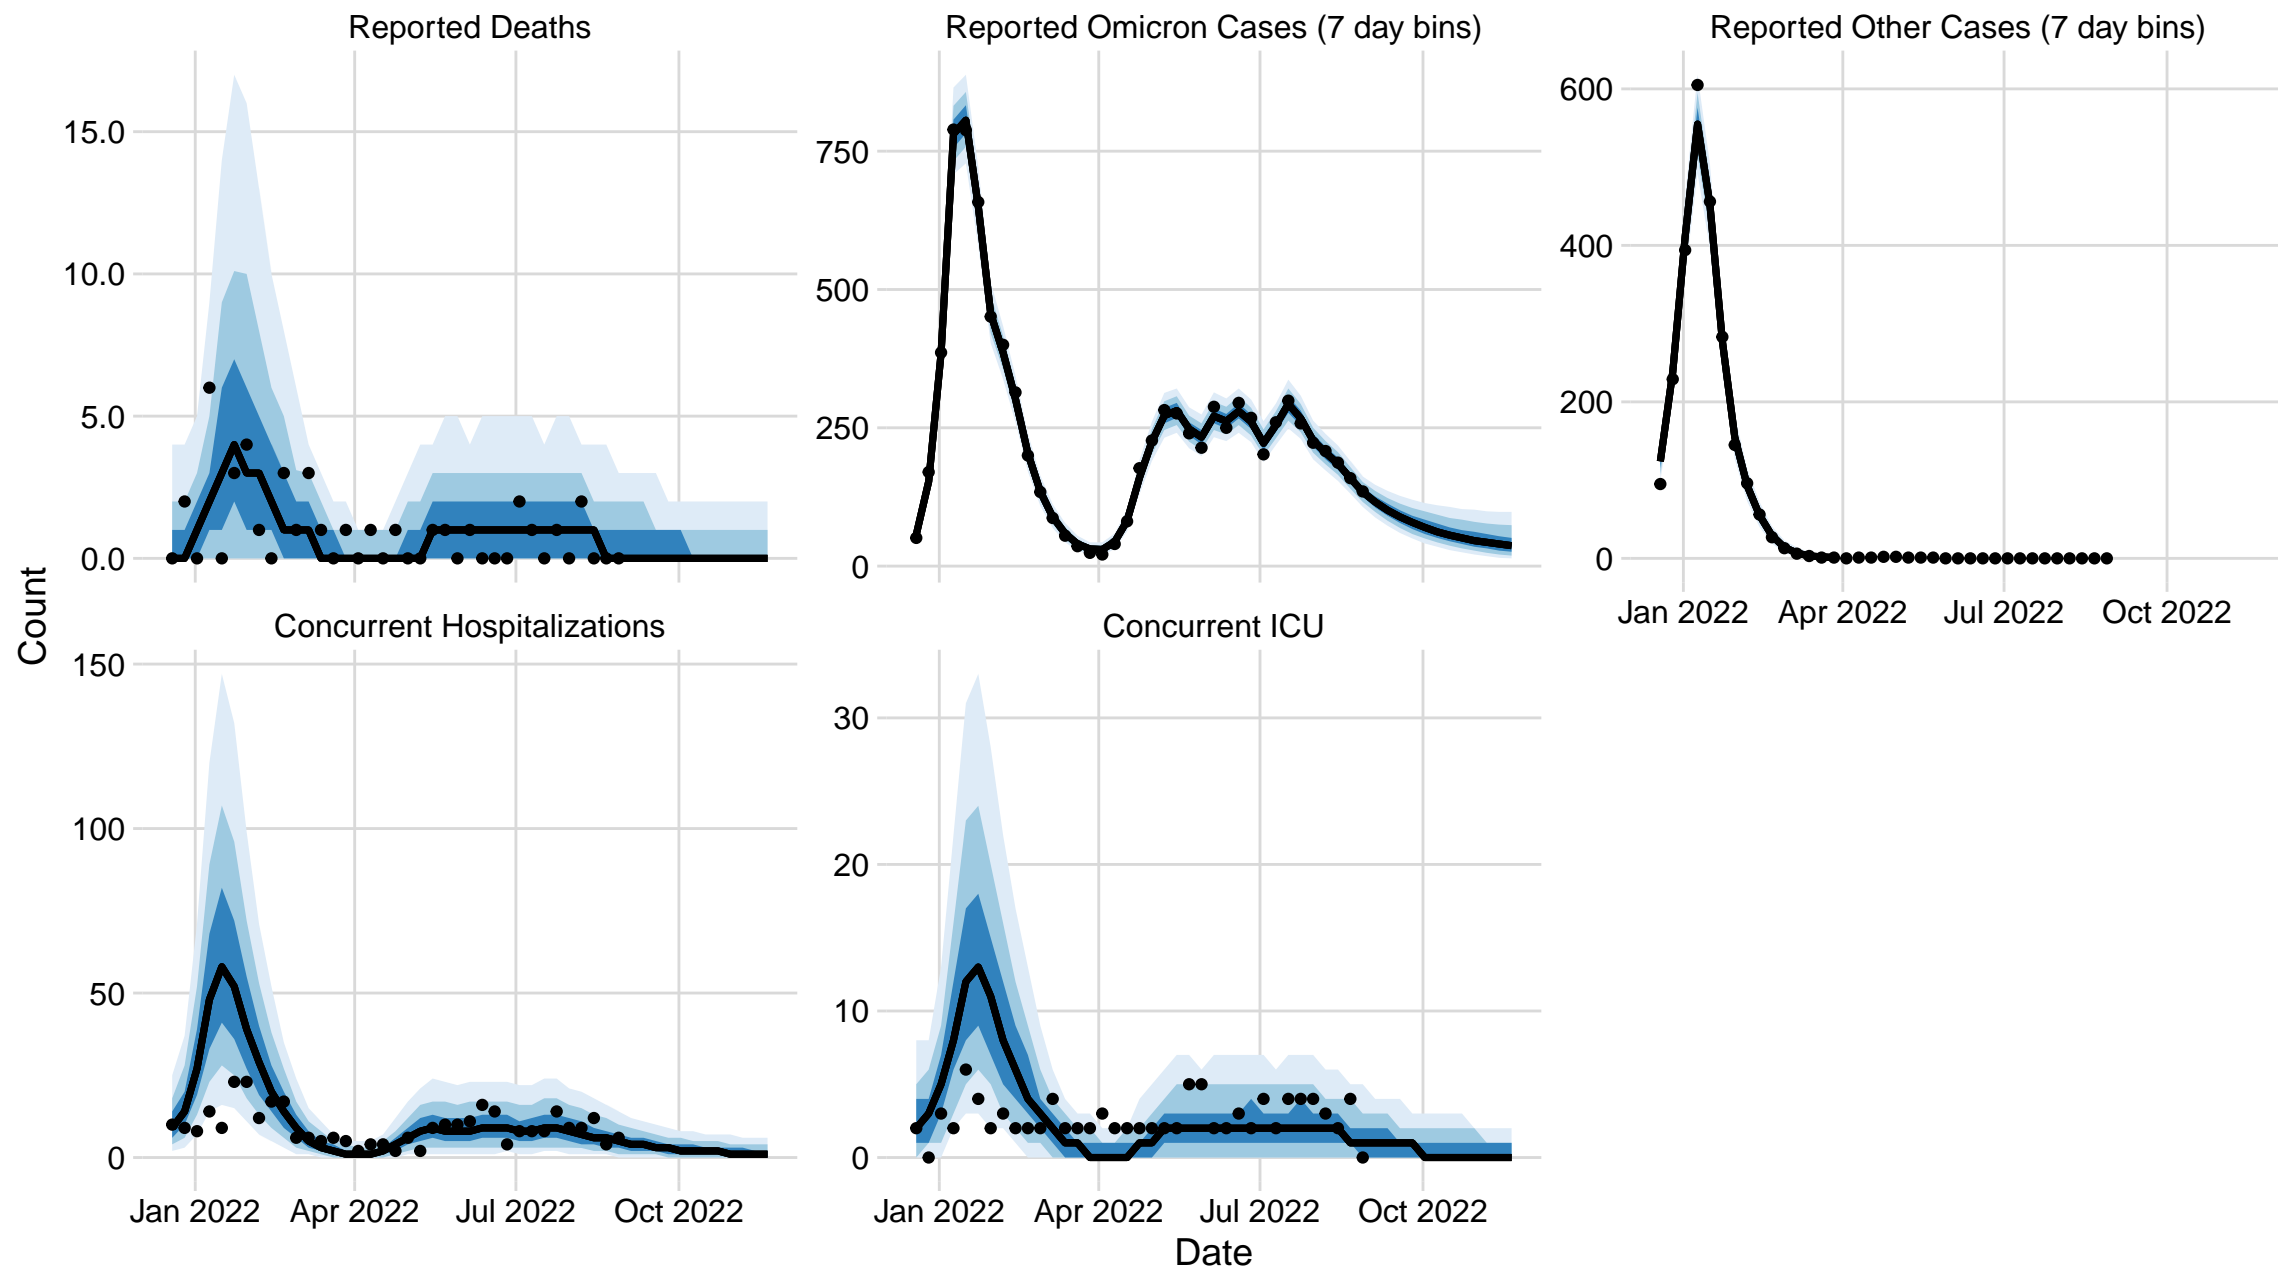 Reported Deaths
Reported Omicron Cases (7 day bins)
Reported Other Cases (7 day bins)
15.0
10.0
5.0
0.0
750
500
250
0
600
400
200
0
Jan 2022 Apr 2022 Jul 2022 Oct 2022
Count
Concurrent Hospitalizations
Concurrent ICU
150
100
50
0
30
20
10
0
Jan 2022 Apr 2022 Jul 2022 Oct 2022
Jan 2022 Apr 2022 Jul 2022 Oct 2022
Date